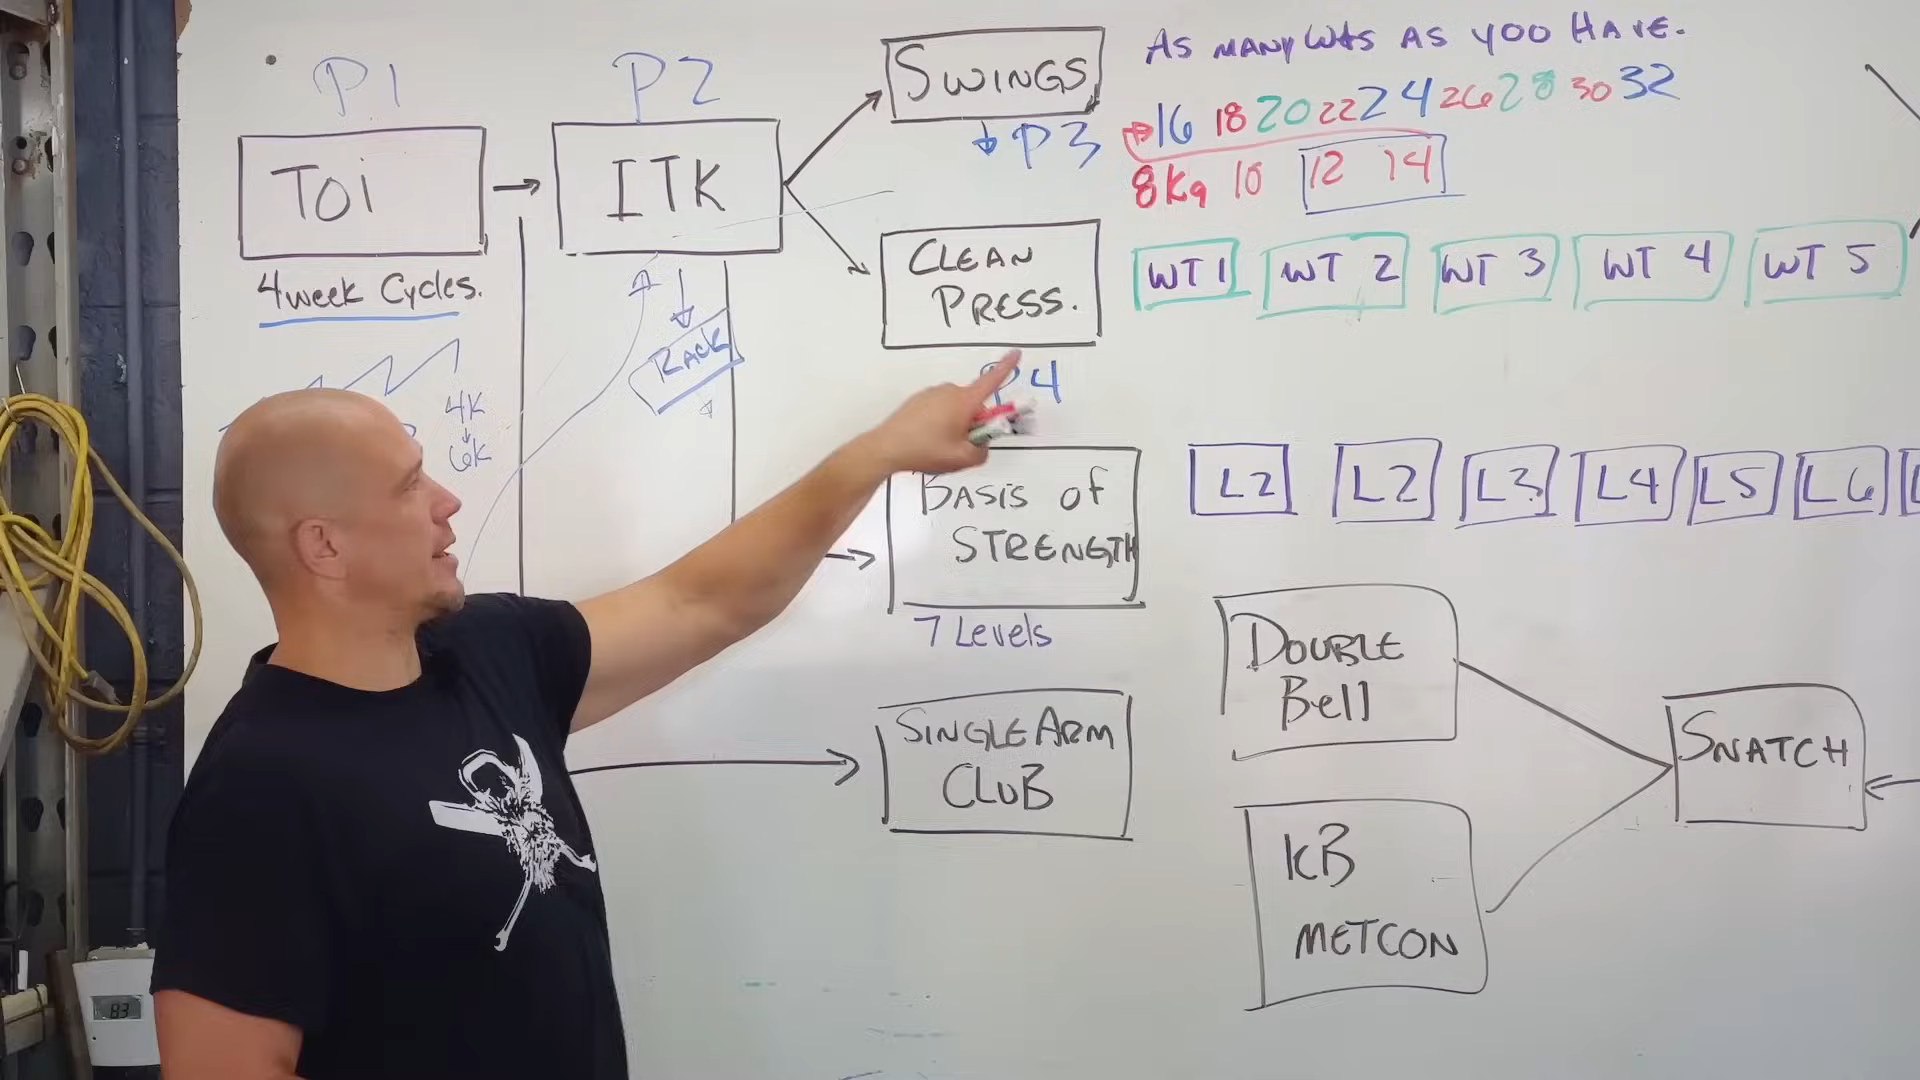 P1
TOi
4week Cycles.
4K
6K
P2
ITK
RACK
SWINGS
P3
CLEAN
PRESS.
P4
BASIS OF
STRENGTH
7 Levels
SINGLE ARM
CLUB
AS MANY Wts AS YOU HAVE.
16 18 20 22 24 26 28 30 32
8Kg 10 12 14
WT 1 WT 2 WT 3 WT 4 WT 5
L2 L2 L3 L4 L5 L6
DOUBLE
Bell
KB
METCON
SNATCH
83